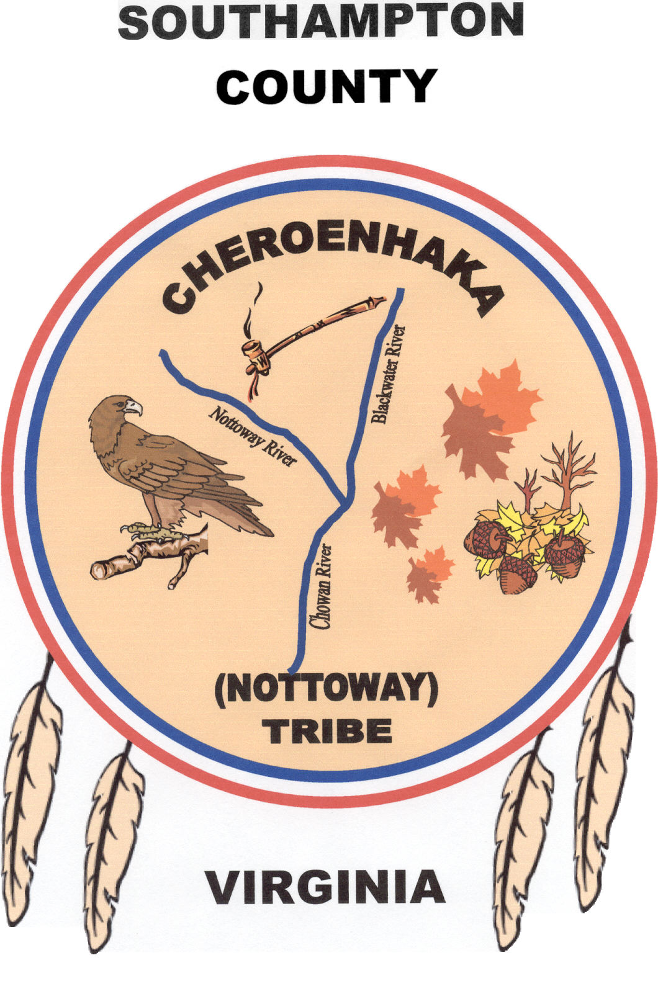 SOUTHAMPTON
COUNTY
CHEROENHAKA
W
Blackwater River
Nottoway River
Chowan River
(NOTTOWAY)
TRIBE
VIRGINIA